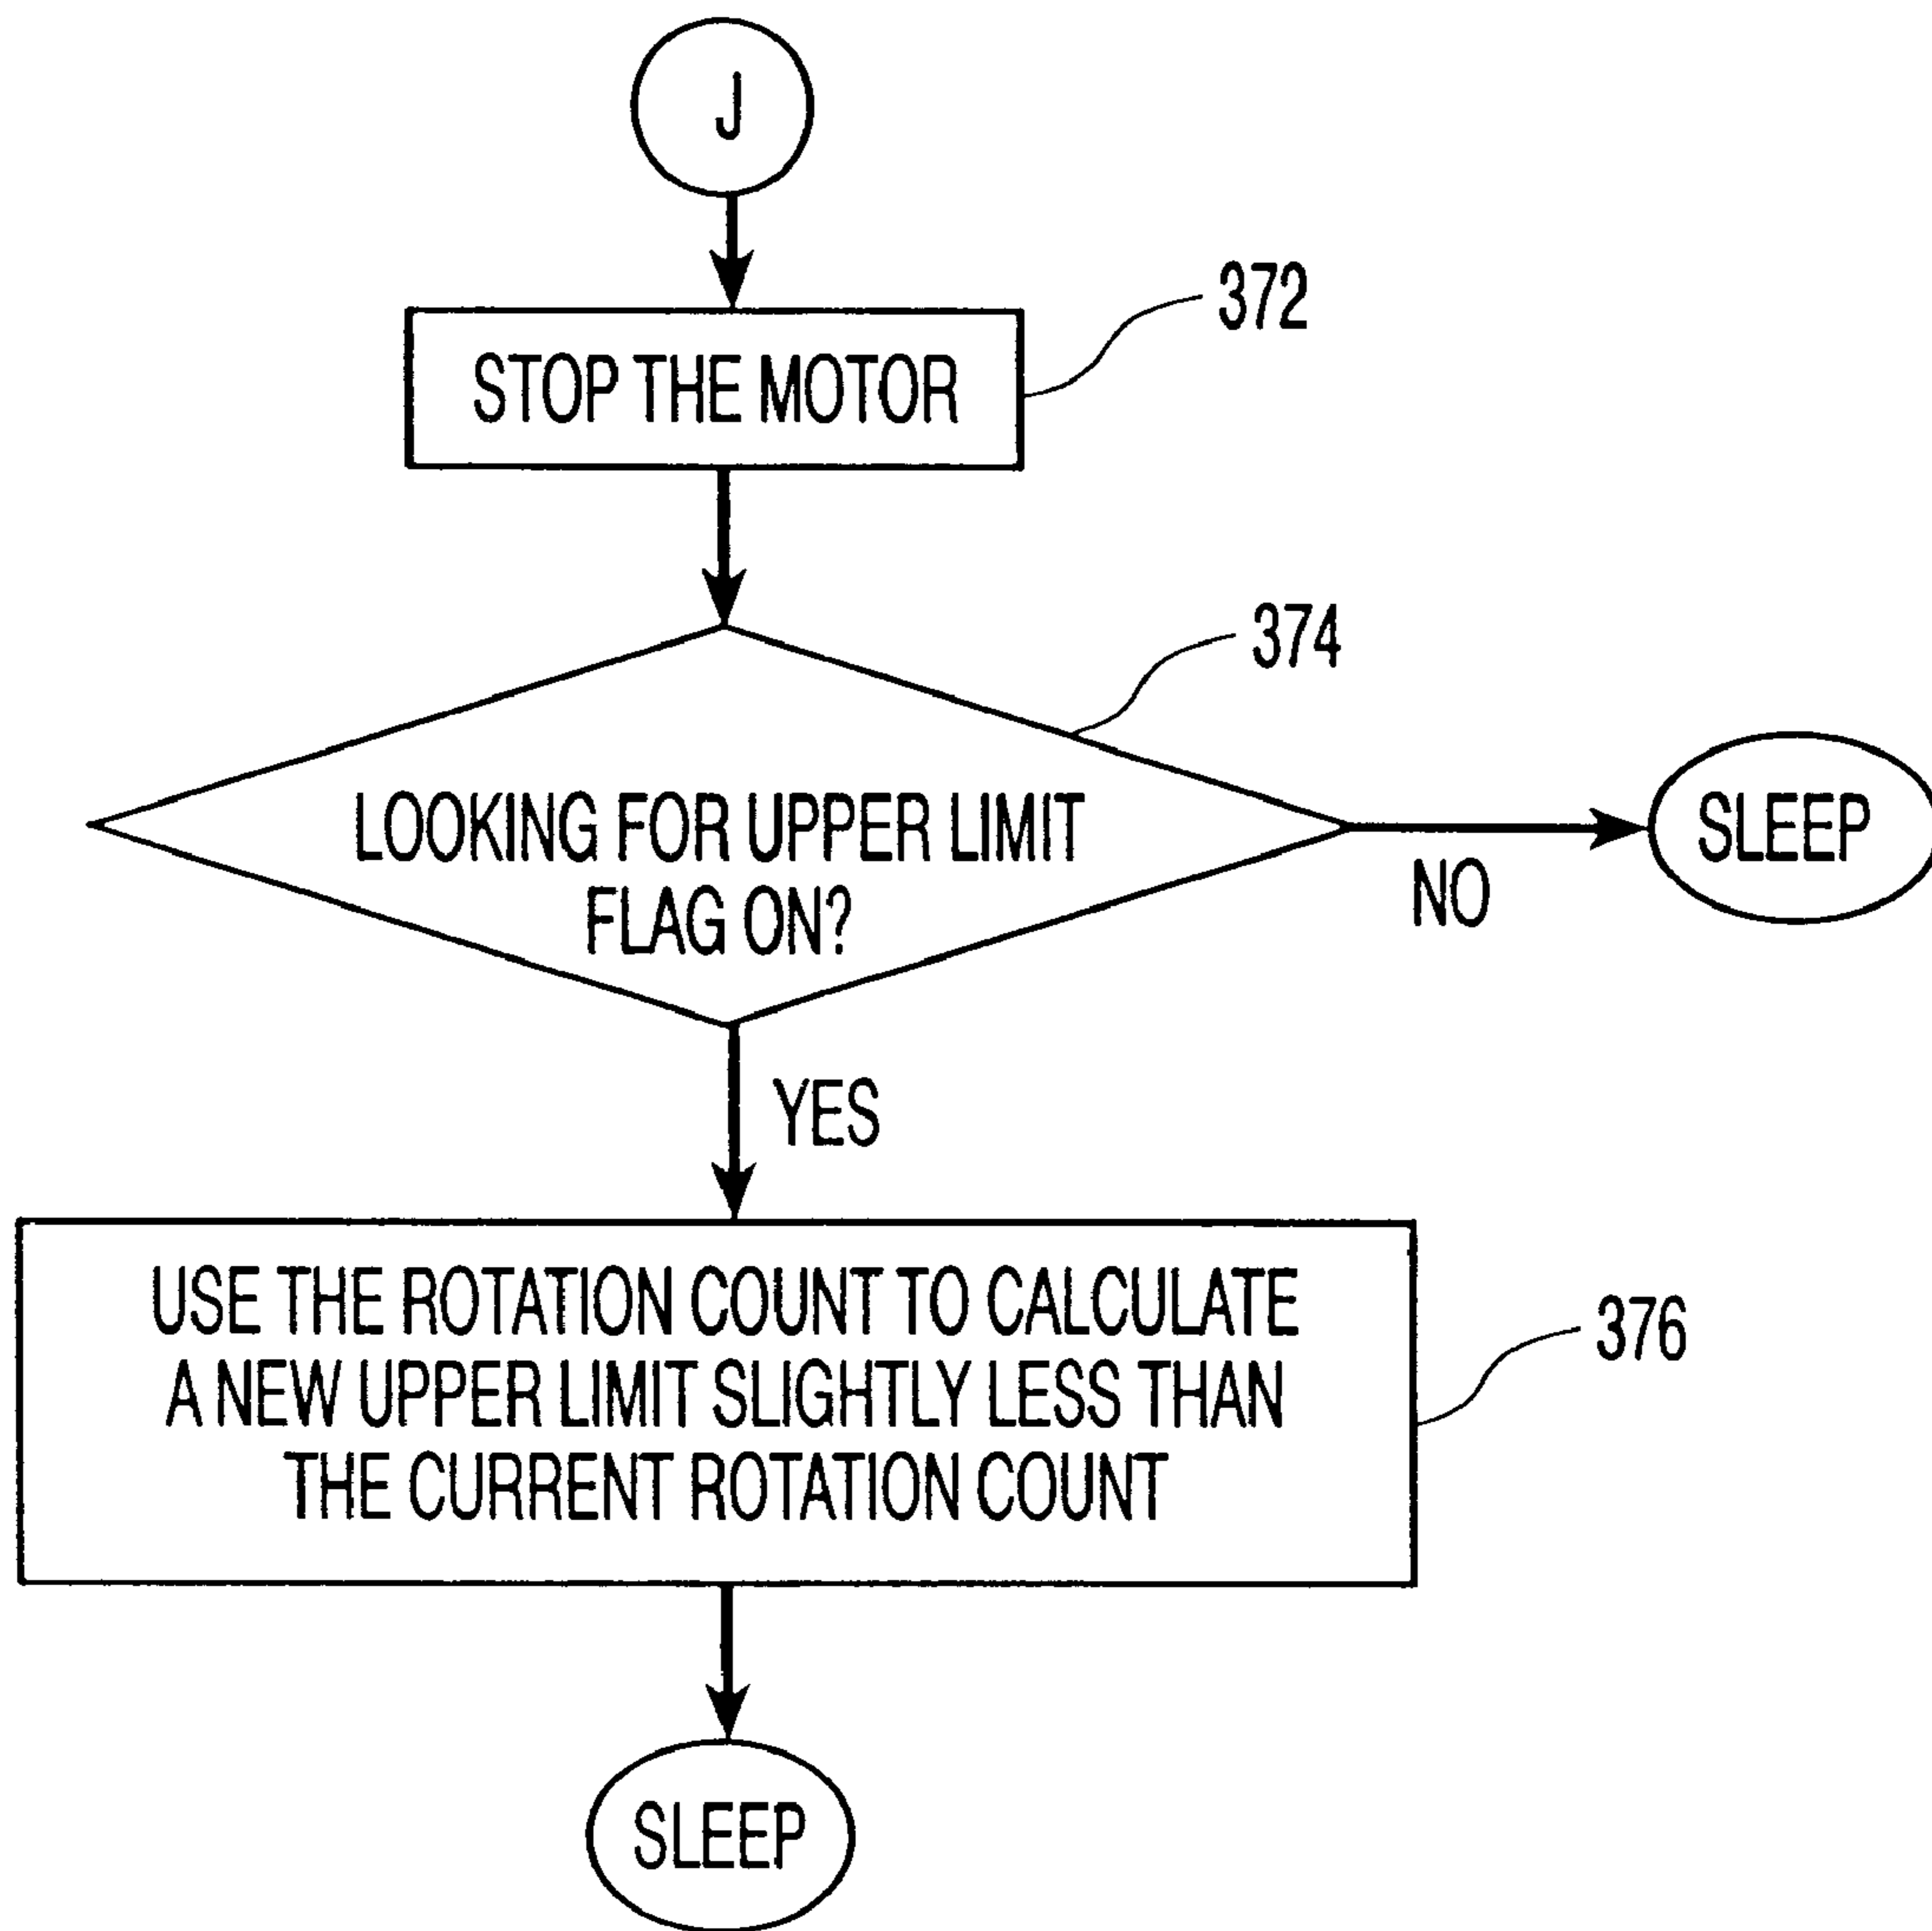 J
372
STOP THE MOTOR
374
LOOKING FOR UPPER LIMIT
FLAG ON?
SLEEP
NO
YES
USE THE ROTATION COUNT TO CALCULATE
A NEW UPPER LIMIT SLIGHTLY LESS THAN
THE CURRENT ROTATION COUNT
376
SLEEP